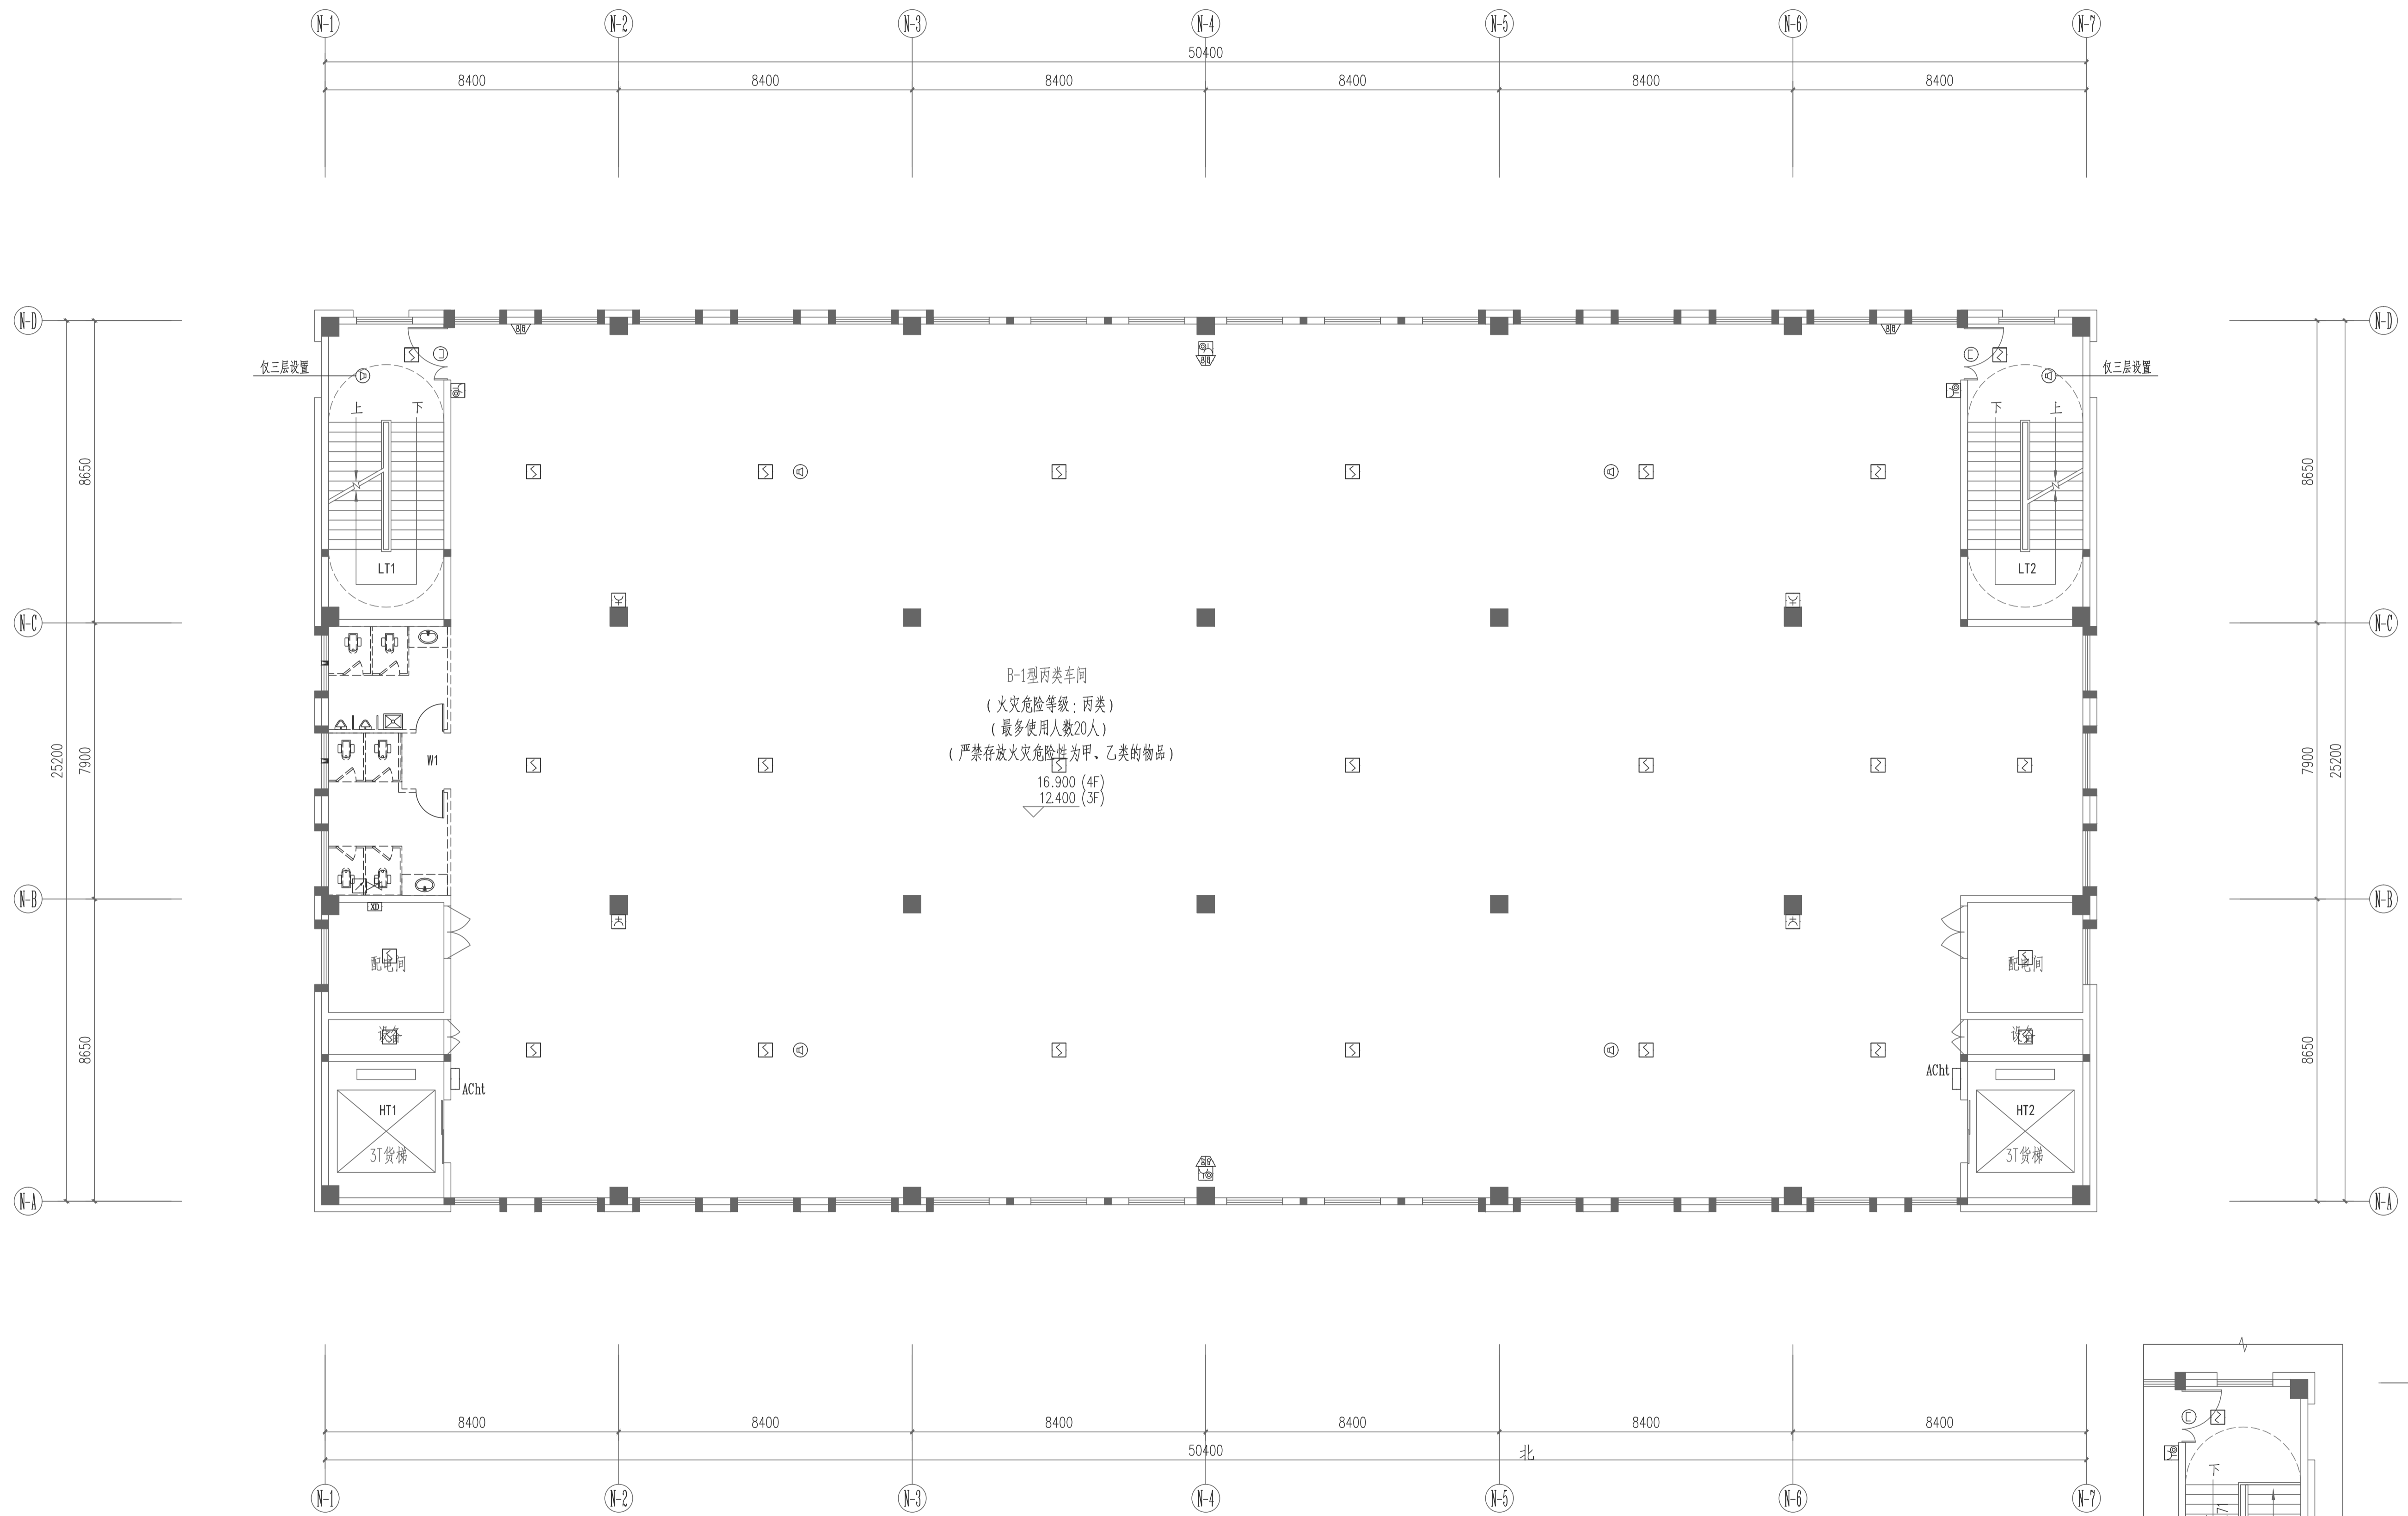 N-1 N-2 N-3 N-4 N-5 N-6 N-7
50400
8400 8400 8400 8400 8400 8400
N-D N-D
仅三层设置 仅三层设置
上 下 下 上
8650 8650
LT1 LT2
N-C N-C
B-1型丙类车间
(火灾危险等级:丙类)
(最多使用人数20人)
(严禁存放火灾危险性为甲、乙类的物品)
W1
25200 7900 7900 25200
16.900 (4F)
12.400 (3F)
N-B N-B
XD
配电间 配电间
设备 设备
8650 8650
ACht ACht
HT1 HT2
3T货梯 3T货梯
N-A N-A
8400 8400 8400 8400 8400 8400
50400 北
下
N-1 N-2 N-3 N-4 N-5 N-6 N-7